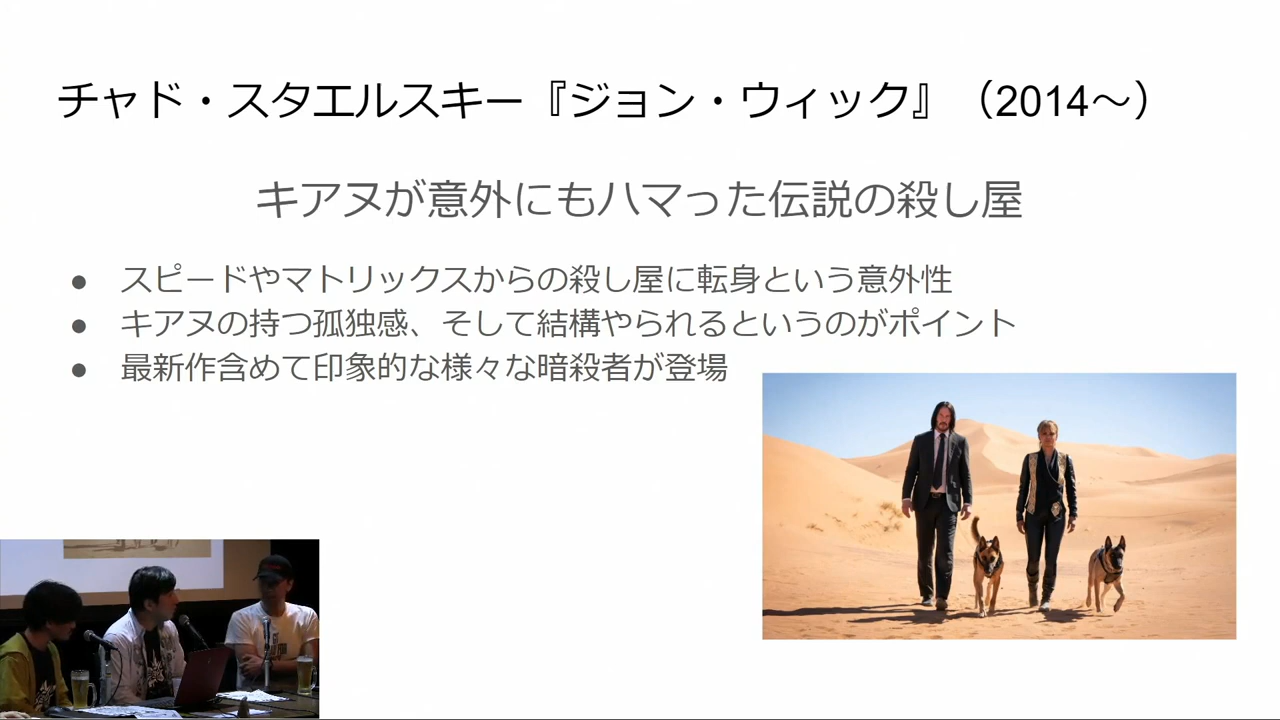 チャド・スタエルスキー『ジョン・ウィック』（2014～）
キアヌが意外にもハマった伝説の殺し屋
● スピードやマトリックスからの殺し屋に転身という意外性
● キアヌの持つ孤独感、そして結構やられるというのがポイント
● 最新作含めて印象的な様々な暗殺者が登場